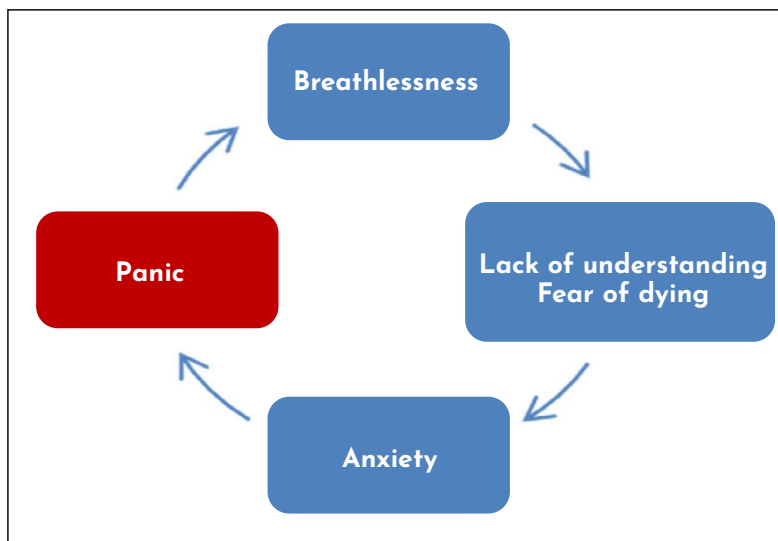 Breathlessness
Lack of understanding
Fear of dying
Anxiety
Panic